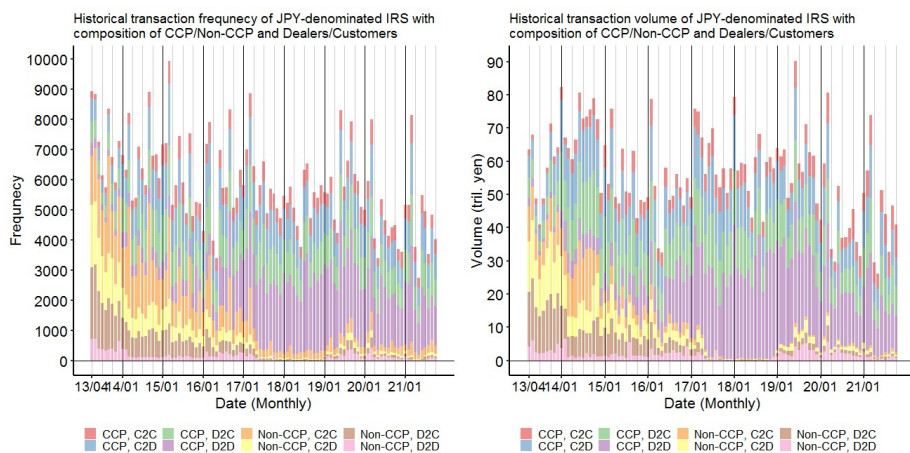 Historical transaction frequnecy of JPY-denominated IRS with
composition of CCP/Non-CCP and Dealers/Customers
10000
9000
8000
7000
6000
5000
4000
3000
2000
1000
0
Frequnecy
13/04
14/01
15/01
16/01
17/01
18/01
19/01
20/01
21/01
Date (Monthly)
CCP, C2C
CCP, D2C
Non-CCP, C2C
Non-CCP, D2C
CCP, C2D
CCP, D2D
Non-CCP, C2D
Non-CCP, D2D
Historical transaction volume of JPY-denominated IRS with
composition of CCP/Non-CCP and Dealers/Customers
90
80
70
60
50
40
30
20
10
0
Volume (tril. yen)
13/04
14/01
15/01
16/01
17/01
18/01
19/01
20/01
21/01
Date (Monthly)
CCP, C2C
CCP, D2C
Non-CCP, C2C
Non-CCP, D2C
CCP, C2D
CCP, D2D
Non-CCP, C2D
Non-CCP, D2D